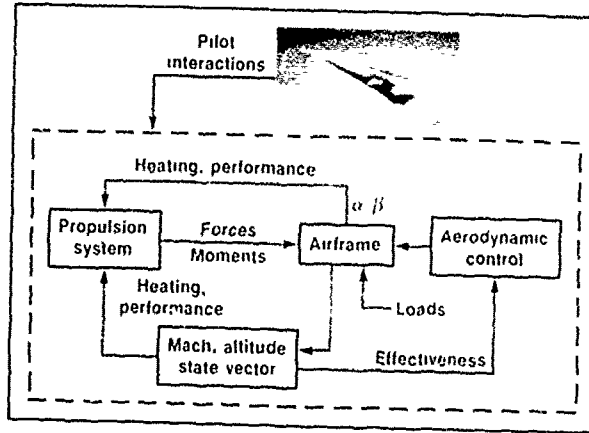 Pilot
interactions
Heating, performance
α β
Propulsion
system
Forces
Moments
Airframe
Aerodynamic
control
Heating,
performance
Loads
Mach, altitude
state vector
Effectiveness